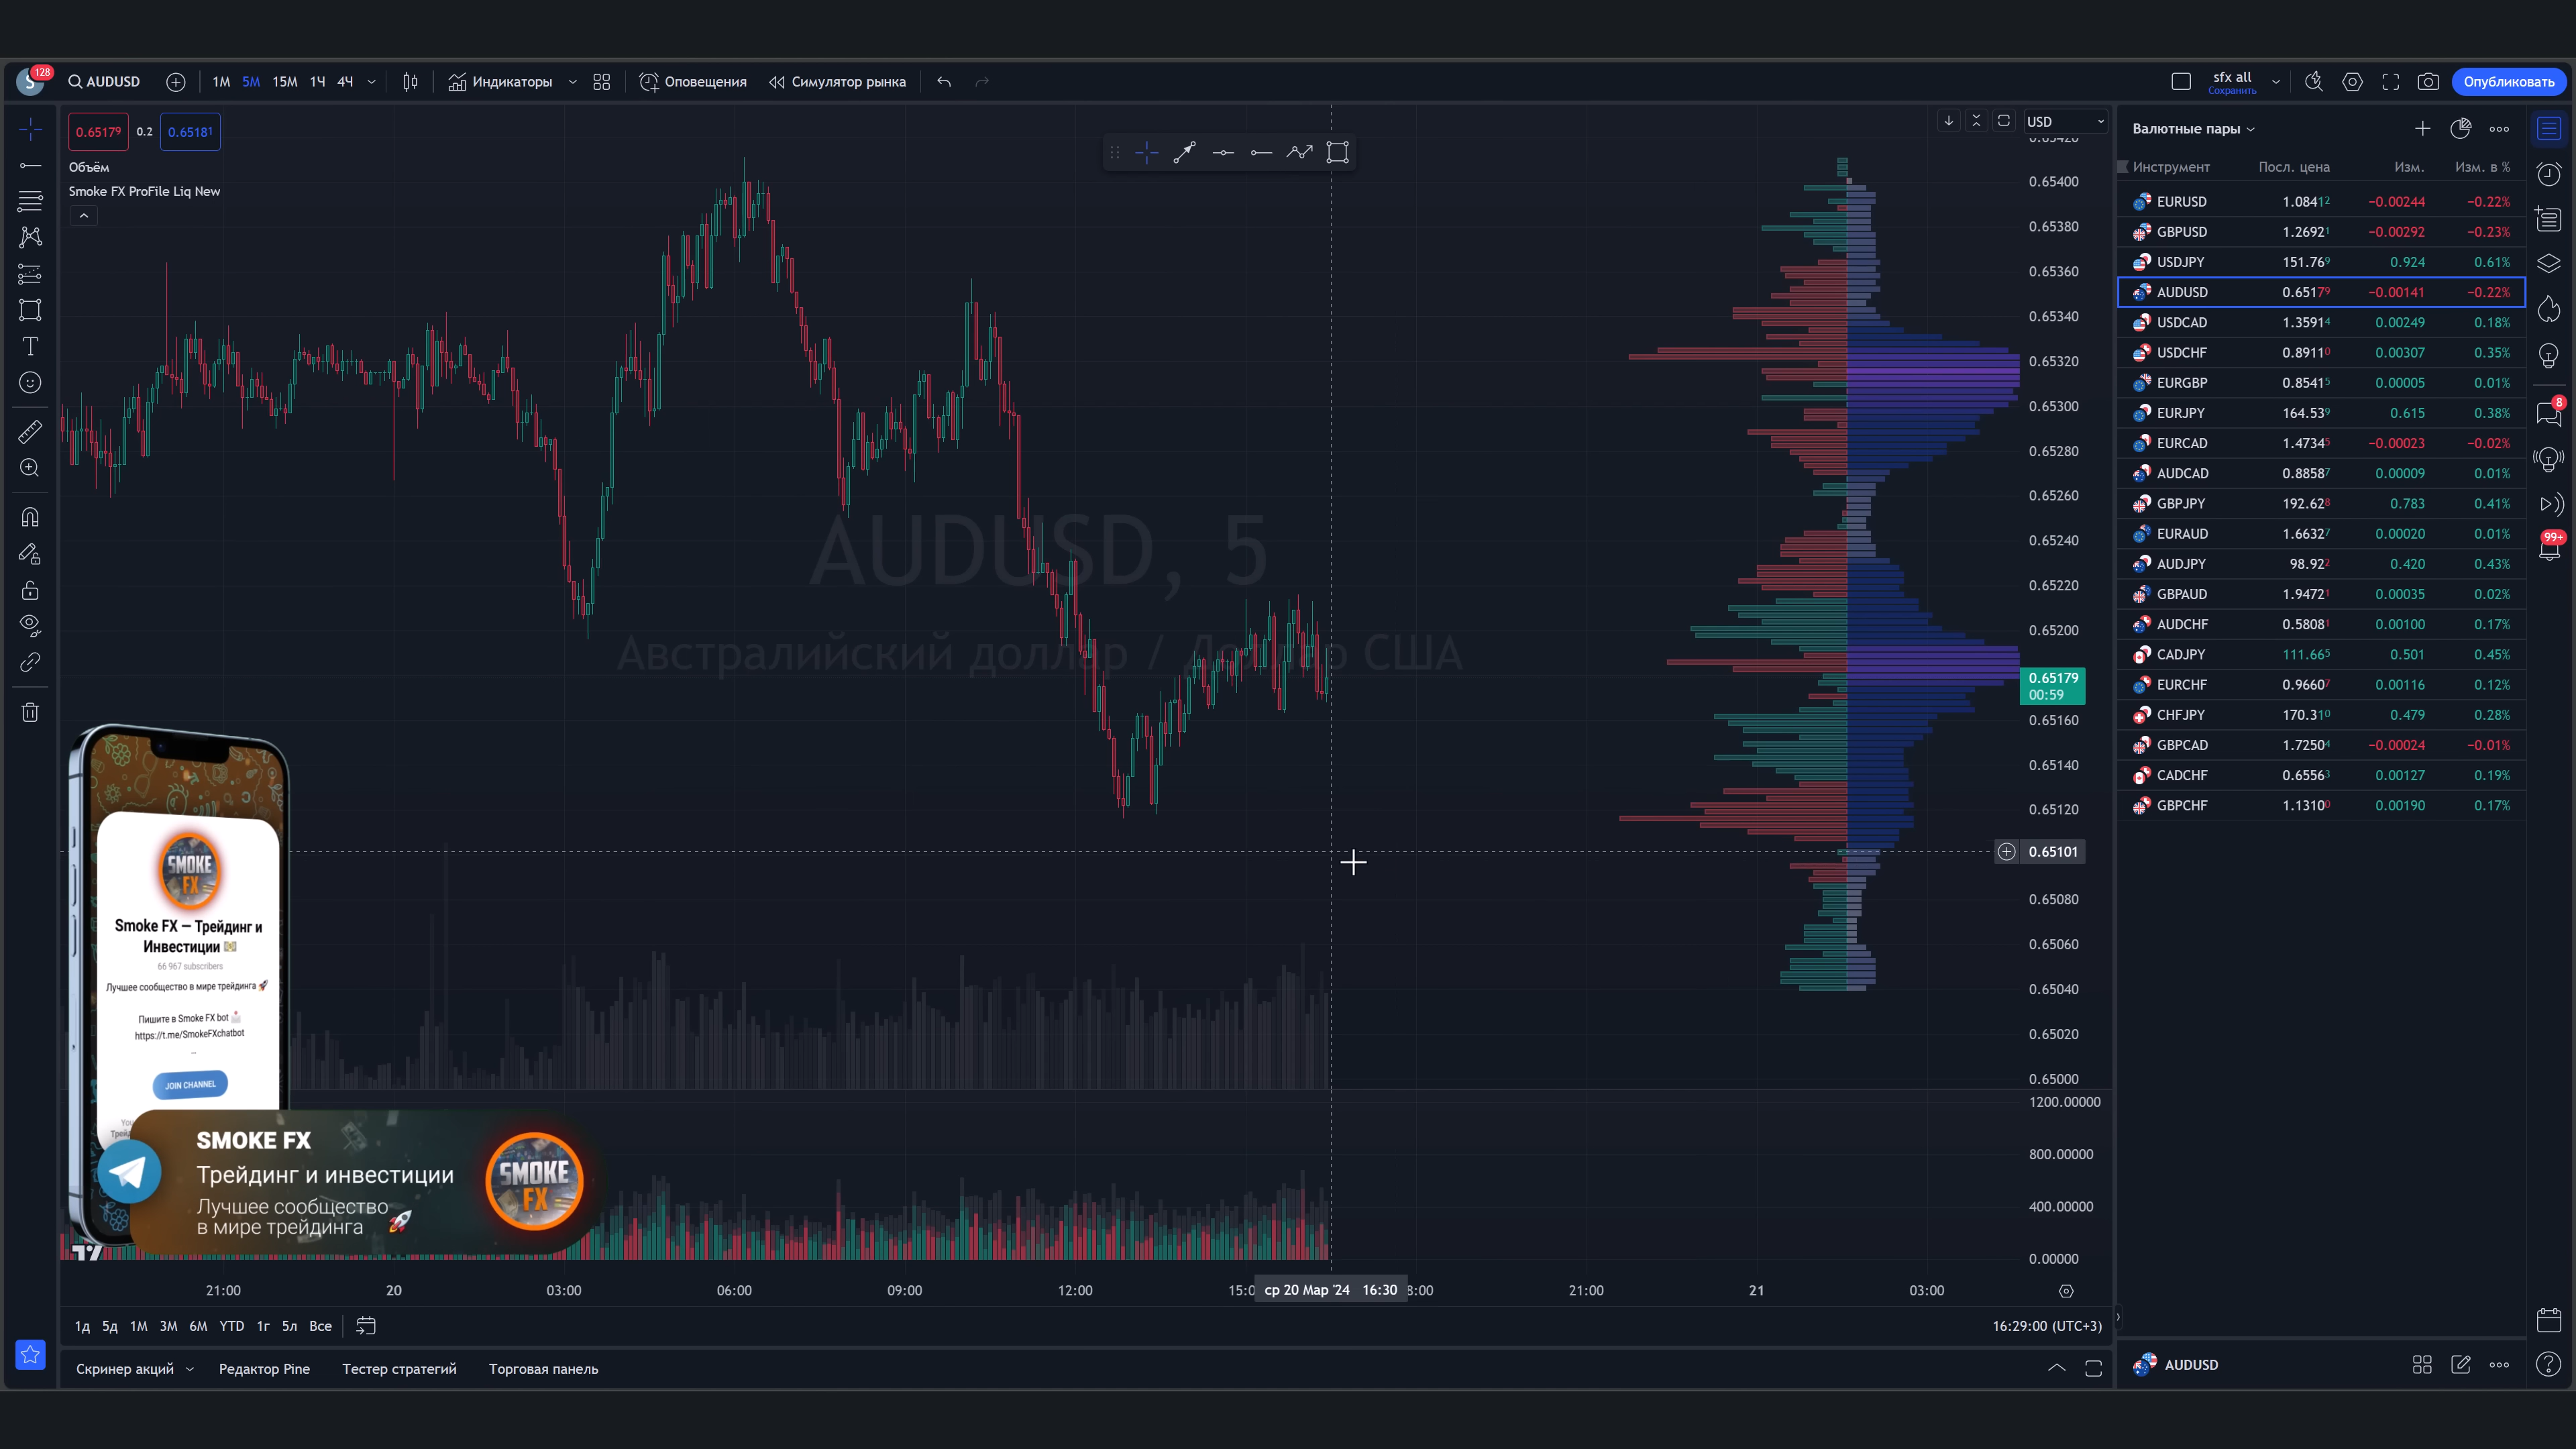 S 128 AUDUSD 1М 5М 15М 1Ч 4Ч Индикаторы Оповещения Симулятор рынка sfx all Опубликовать
Сохранить
0.65179 0.2 0.65181
Объём
Smoke FX ProFile Liq New
USD
AUDUSD, 5
Австралийский доллар / Доллар США
0.65420
0.65400
0.65380
0.65360
0.65340
0.65320
0.65300
0.65280
0.65260
0.65240
0.65220
0.65200
0.65179
00:59
0.65160
0.65140
0.65120
0.65101
0.65080
0.65060
0.65040
0.65020
0.65000
1200.00000
800.00000
400.00000
0.00000
Валютные пары
Инструмент Посл. цена Изм. Изм. в %
EURUSD 1.08412 −0.00244 −0.22%
GBPUSD 1.26921 −0.00292 −0.23%
USDJPY 151.769 0.924 0.61%
AUDUSD 0.65179 −0.00141 −0.22%
USDCAD 1.35914 0.00249 0.18%
USDCHF 0.89110 0.00307 0.35%
EURGBP 0.85415 0.00005 0.01%
EURJPY 164.539 0.615 0.38%
EURCAD 1.47345 −0.00023 −0.02%
AUDCAD 0.88587 0.00009 0.01%
GBPJPY 192.628 0.783 0.41%
EURAUD 1.66327 0.00020 0.01%
AUDJPY 98.922 0.420 0.43%
GBPAUD 1.94721 0.00035 0.02%
AUDCHF 0.58081 0.00100 0.17%
CADJPY 111.665 0.501 0.45%
EURCHF 0.96607 0.00116 0.12%
CHFJPY 170.310 0.479 0.28%
GBPCAD 1.72504 −0.00024 −0.01%
CADCHF 0.65563 0.00127 0.19%
GBPCHF 1.13100 0.00190 0.17%
8
99+
SMOKE
FX
Smoke FX — Трейдинг и
Инвестиции
66 967 subscribers
Лучшее сообщество в мире трейдинга
Пишите в Smoke FX bot
https://t.me/SmokeFXchatbot
...
JOIN CHANNEL
SMOKE FX
Трейдинг и инвестиции
Лучшее сообщество
в мире трейдинга
SMOKE
FX
21:00 20 03:00 06:00 09:00 12:00 15:0 ср 20 Мар '24 16:30 8:00 21:00 21 03:00
1д 5д 1М 3М 6М YTD 1г 5л Все 16:29:00 (UTC+3)
Скринер акций Редактор Pine Тестер стратегий Торговая панель
AUDUSD